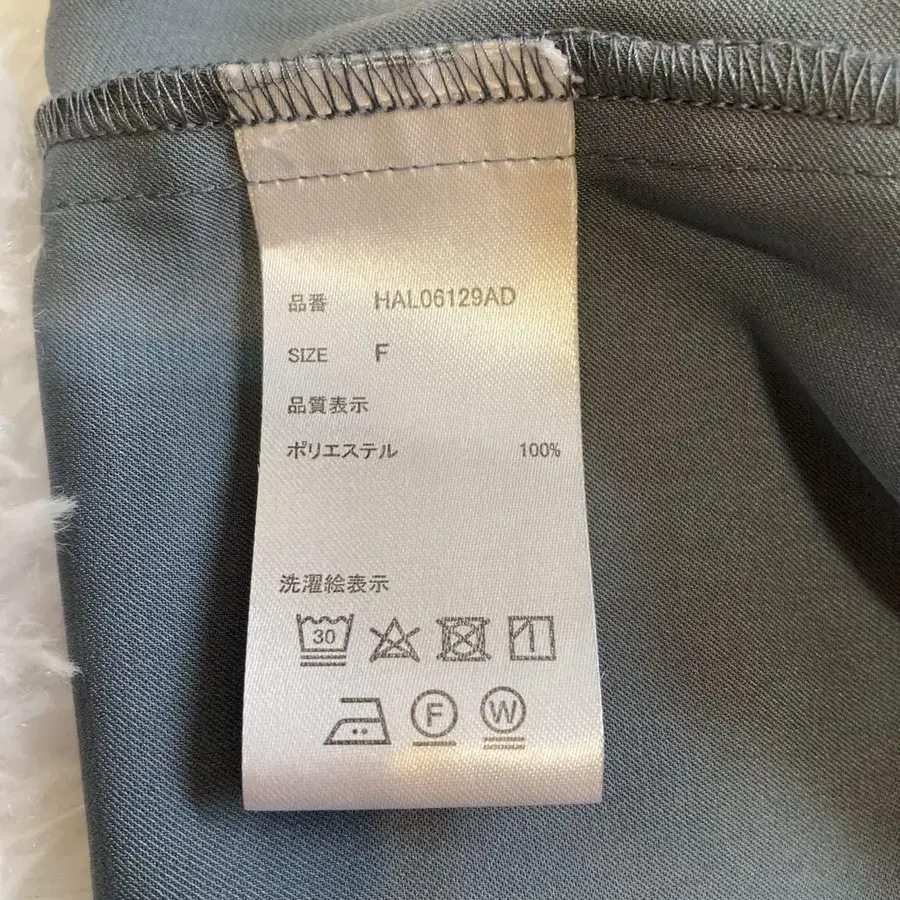 品番 HAL06129AD
SIZE F
品質表示
ポリエステル 100%
洗濯絵表示
30
F W